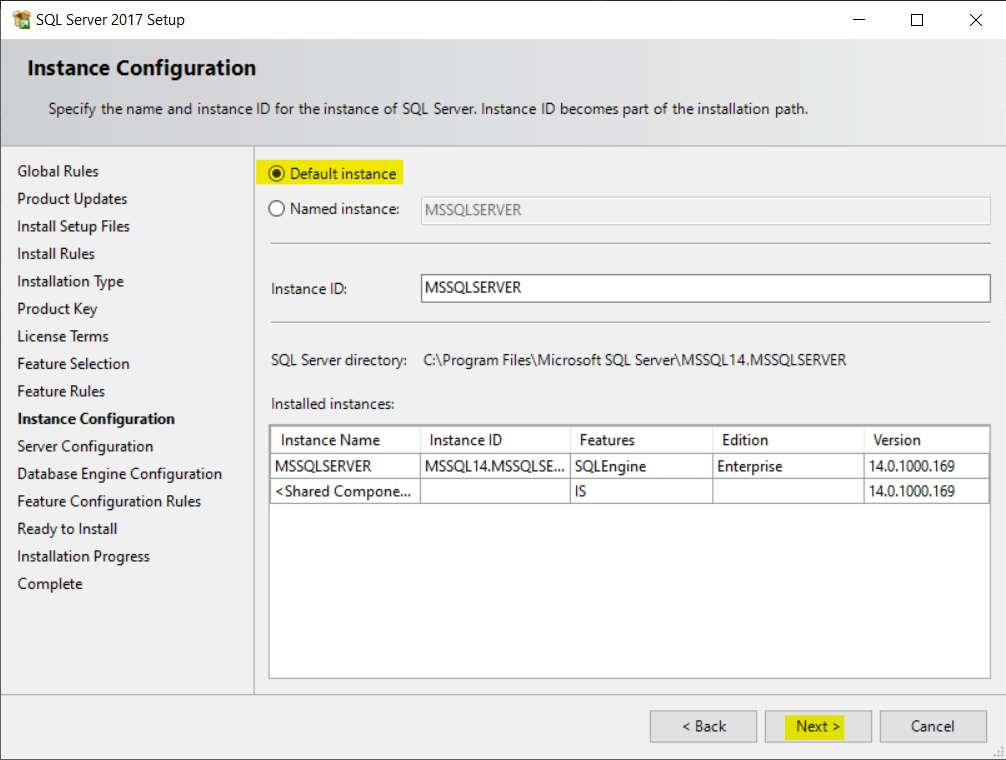 SQL Server 2017 Setup
Instance Configuration
Specify the name and instance ID for the instance of SQL Server. Instance ID becomes part of the installation path.
Global Rules
Product Updates
Install Setup Files
Install Rules
Installation Type
Product Key
License Terms
Feature Selection
Feature Rules
Instance Configuration
Server Configuration
Database Engine Configuration
Feature Configuration Rules
Ready to Install
Installation Progress
Complete
Default instance
Named instance: MSSQLSERVER
Instance ID: MSSQLSERVER
SQL Server directory: C:\Program Files\Microsoft SQL Server\MSSQL14.MSSQLSERVER
Installed instances:
Instance Name Instance ID Features Edition Version
MSSQLSERVER MSSQL14.MSSQLSE... SQLEngine Enterprise 14.0.1000.169
<Shared Compone... IS 14.0.1000.169
< Back Next > Cancel